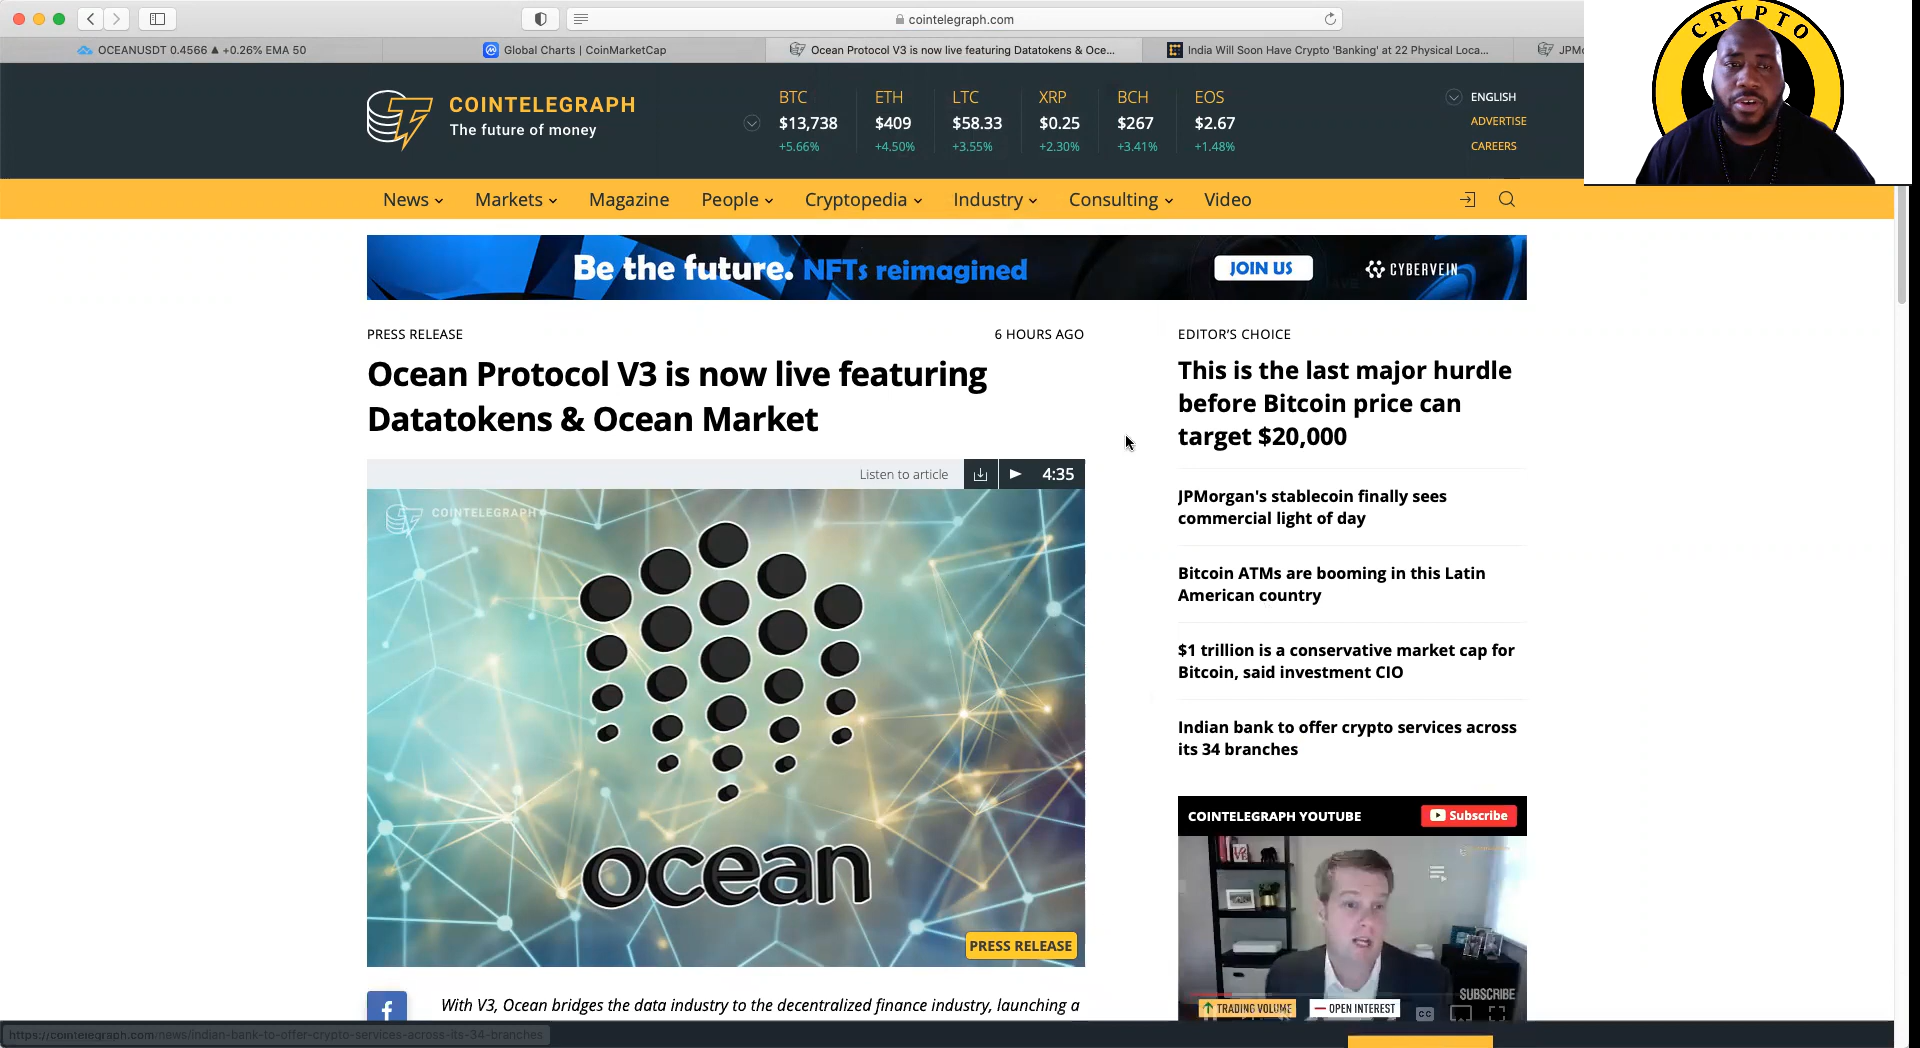 cointelegraph.com
OCEANUSDT 0.4566 ▲ +0.26% EMA 50
Global Charts | CoinMarketCap
Ocean Protocol V3 is now live featuring Datatokens & Oce...
India Will Soon Have Crypto 'Banking' at 22 Physical Loca...
JPMo
CRYPTO
COINTELEGRAPH
The future of money
BTC ETH LTC XRP BCH EOS
$13,738 $409 $58.33 $0.25 $267 $2.67
+5.66% +4.50% +3.55% +2.30% +3.41% +1.48%
ENGLISH
ADVERTISE
CAREERS
News Markets Magazine People Cryptopedia Industry Consulting Video
Be the future. NFTs reimagined JOIN US CYBERVEIN
PRESS RELEASE 6 HOURS AGO
Ocean Protocol V3 is now live featuring
Datatokens & Ocean Market
Listen to article 4:35
COINTELEGRAPH
ocean
PRESS RELEASE
With V3, Ocean bridges the data industry to the decentralized finance industry, launching a
EDITOR'S CHOICE
This is the last major hurdle
before Bitcoin price can
target $20,000
JPMorgan's stablecoin finally sees
commercial light of day
Bitcoin ATMs are booming in this Latin
American country
$1 trillion is a conservative market cap for
Bitcoin, said investment CIO
Indian bank to offer crypto services across
its 34 branches
COINTELEGRAPH YOUTUBE Subscribe
SUBSCRIBE
TRADING VOLUME OPEN INTEREST
CC
https://cointelegraph.com/news/indian-bank-to-offer-crypto-services-across-its-34-branches